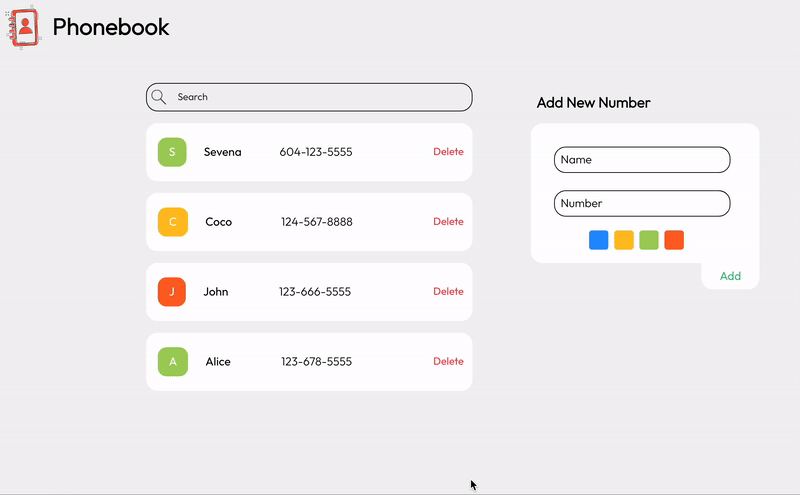 Phonebook
Search
S Sevena 604-123-5555 Delete
C Coco 124-567-8888 Delete
J John 123-666-5555 Delete
A Alice 123-678-5555 Delete
Add New Number
Name
Number
Add